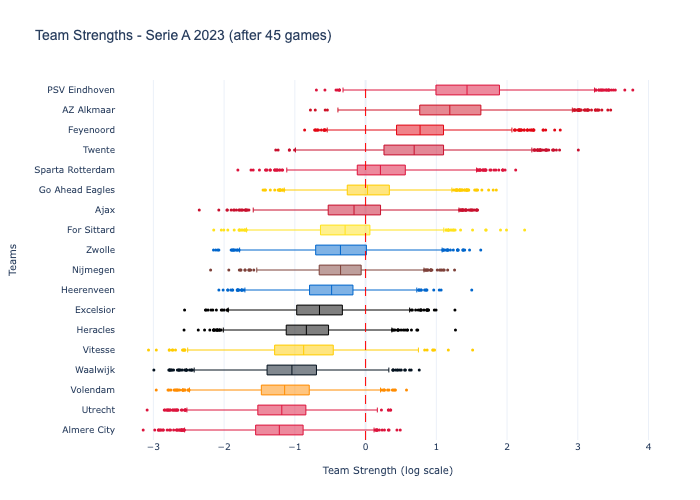 Team Strengths - Serie A 2023 (after 45 games)
PSV Eindhoven
AZ Alkmaar
Feyenoord
Twente
Sparta Rotterdam
Go Ahead Eagles
Ajax
For Sittard
Zwolle
Nijmegen
Heerenveen
Excelsior
Heracles
Vitesse
Waalwijk
Volendam
Utrecht
Almere City
Teams
−3 −2 −1 0 1 2 3 4
Team Strength (log scale)